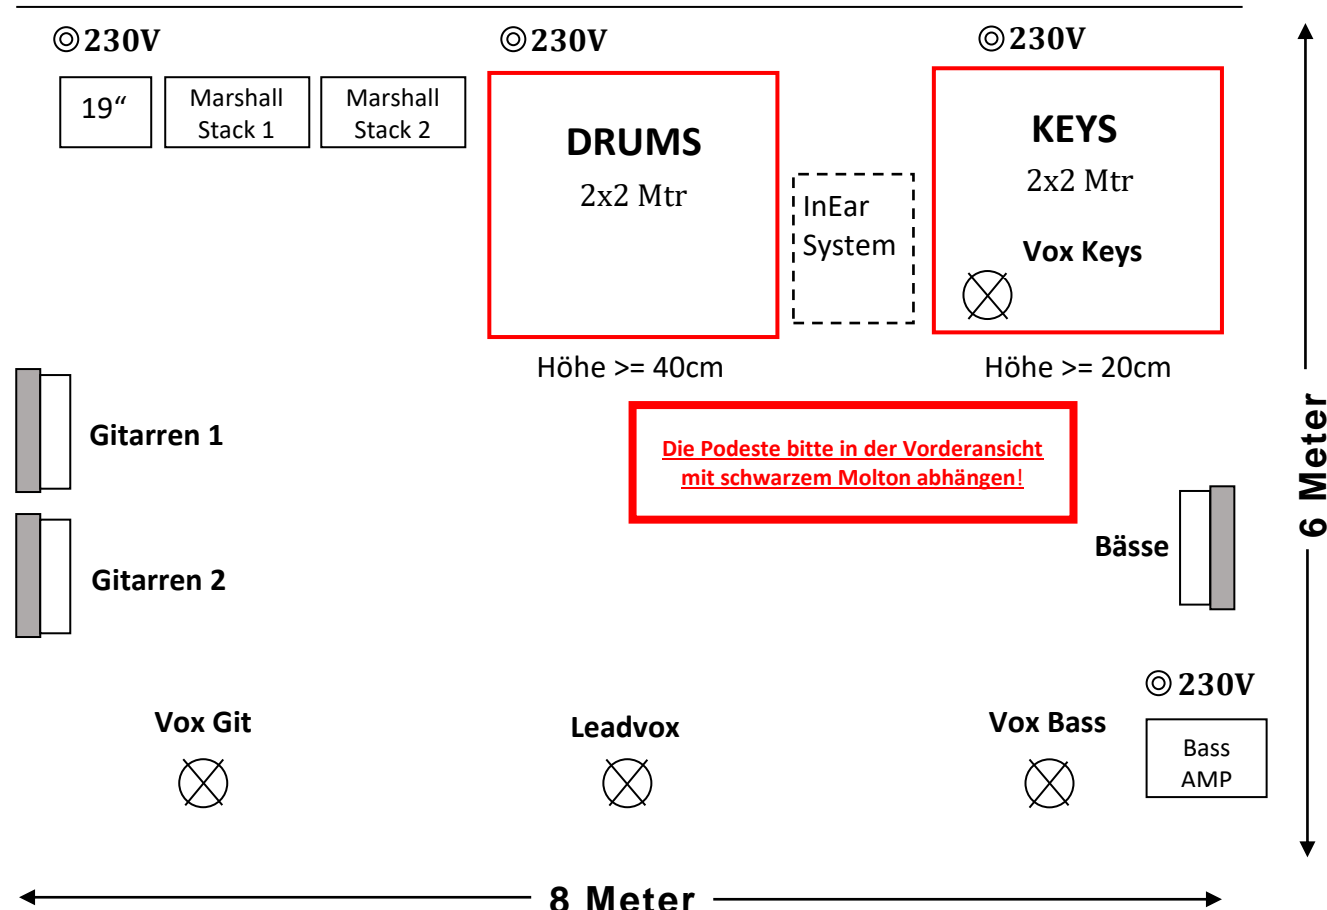 ⊚230V
⊚230V
⊚230V
19“
Marshall
Stack 1
Marshall
Stack 2
DRUMS
2x2 Mtr
InEar
System
KEYS
2x2 Mtr
Vox Keys
Höhe >= 40cm
Höhe >= 20cm
6 Meter
Gitarren 1
Die Podeste bitte in der Vorderansicht
mit schwarzem Molton abhängen!
Bässe
Gitarren 2
⊚230V
Vox Git
Leadvox
Vox Bass
Bass
AMP
8 Meter